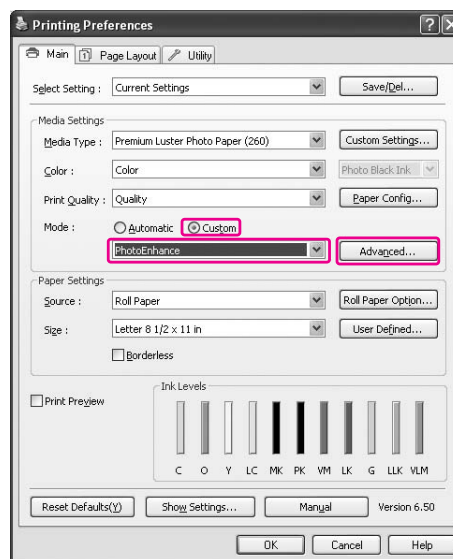 Printing Preferences
Main Page Layout Utility
Select Setting : Current Settings Save/Del...
Media Settings
Media Type : Premium Luster Photo Paper (260) Custom Settings...
Color : Color Photo Black Ink
Print Quality : Quality Paper Config...
Mode : Automatic Custom
PhotoEnhance Advanced...
Paper Settings
Source : Roll Paper Roll Paper Option...
Size : Letter 8 1/2 x 11 in User Defined...
Borderless
Print Preview
Ink Levels
C O Y LC MK PK VM LK G LLK VLM
Reset Defaults(Y) Show Settings... Manual Version 6.50
OK Cancel Help